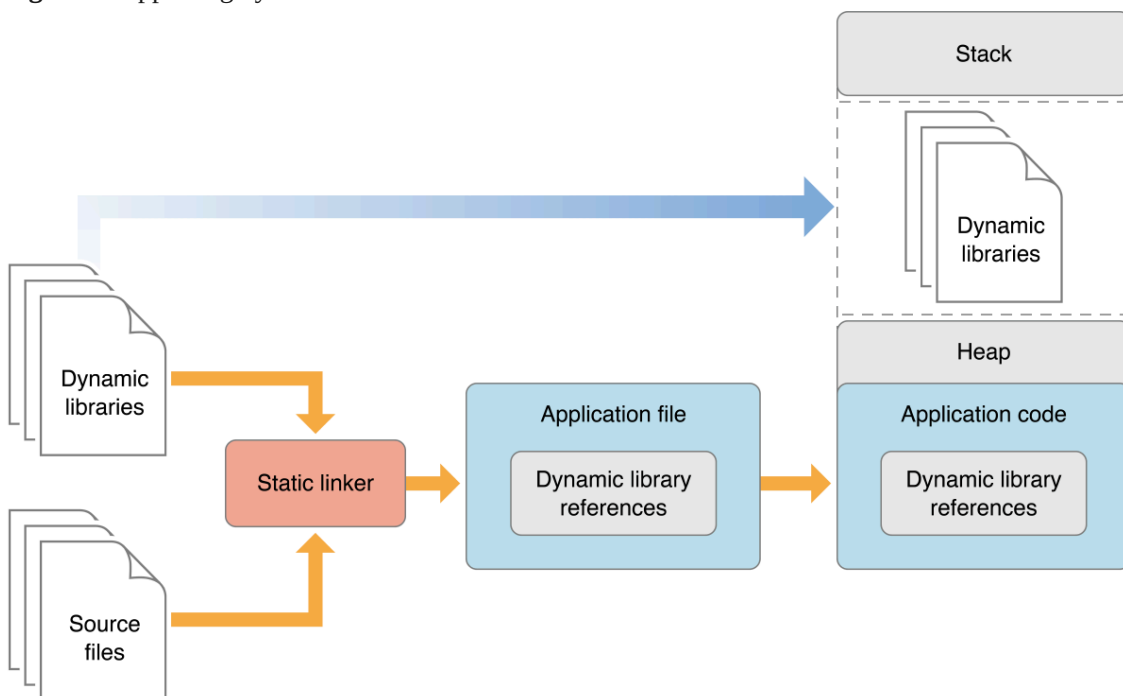 Stack
Dynamic
libraries
Dynamic
libraries
Heap
Application file
Application code
Static linker
Dynamic library
references
Dynamic library
references
Source
files